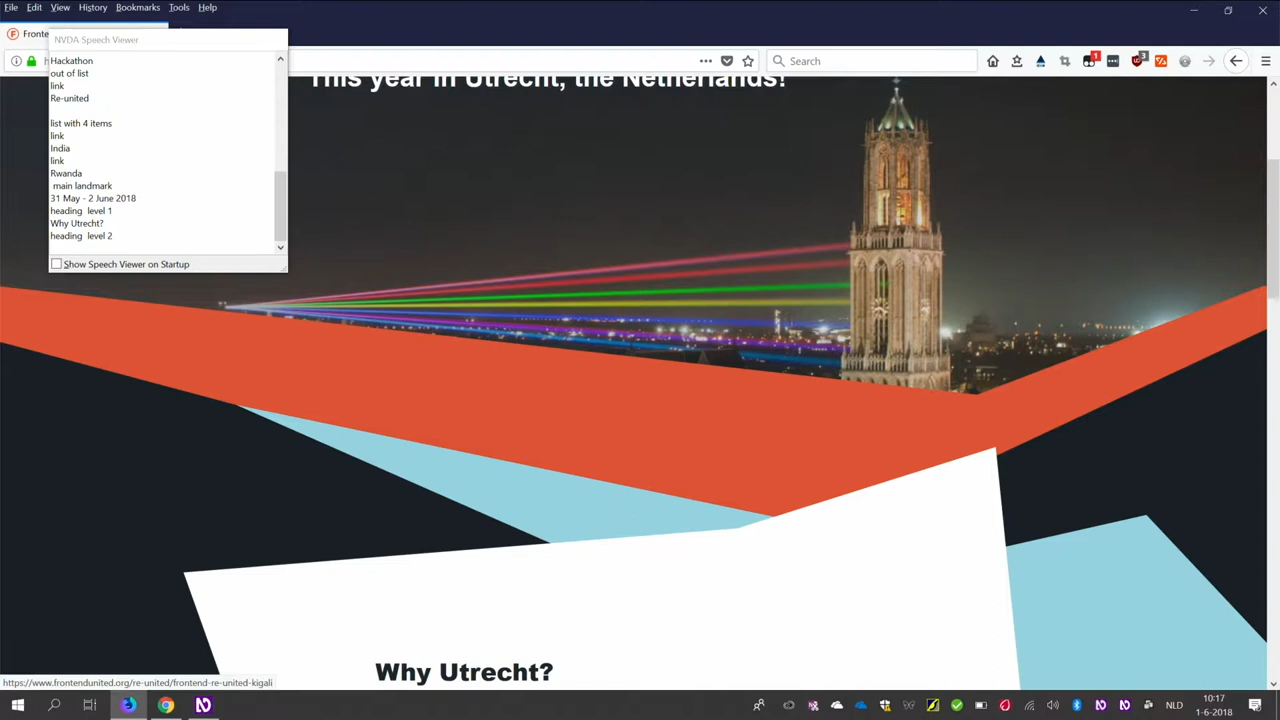 File Edit View History Bookmarks Tools Help
Fronte
NVDA Speech Viewer
Search
1
3
Hackathon
out of list
link
Re-united
list with 4 items
link
India
link
Rwanda
main landmark
31 May - 2 June 2018
heading level 1
Why Utrecht?
heading level 2
Show Speech Viewer on Startup
This year in Utrecht, the Netherlands!
Why Utrecht?
https://www.frontendunited.org/re-united/frontend-re-united-kigali
NLD
10:17
1-6-2018